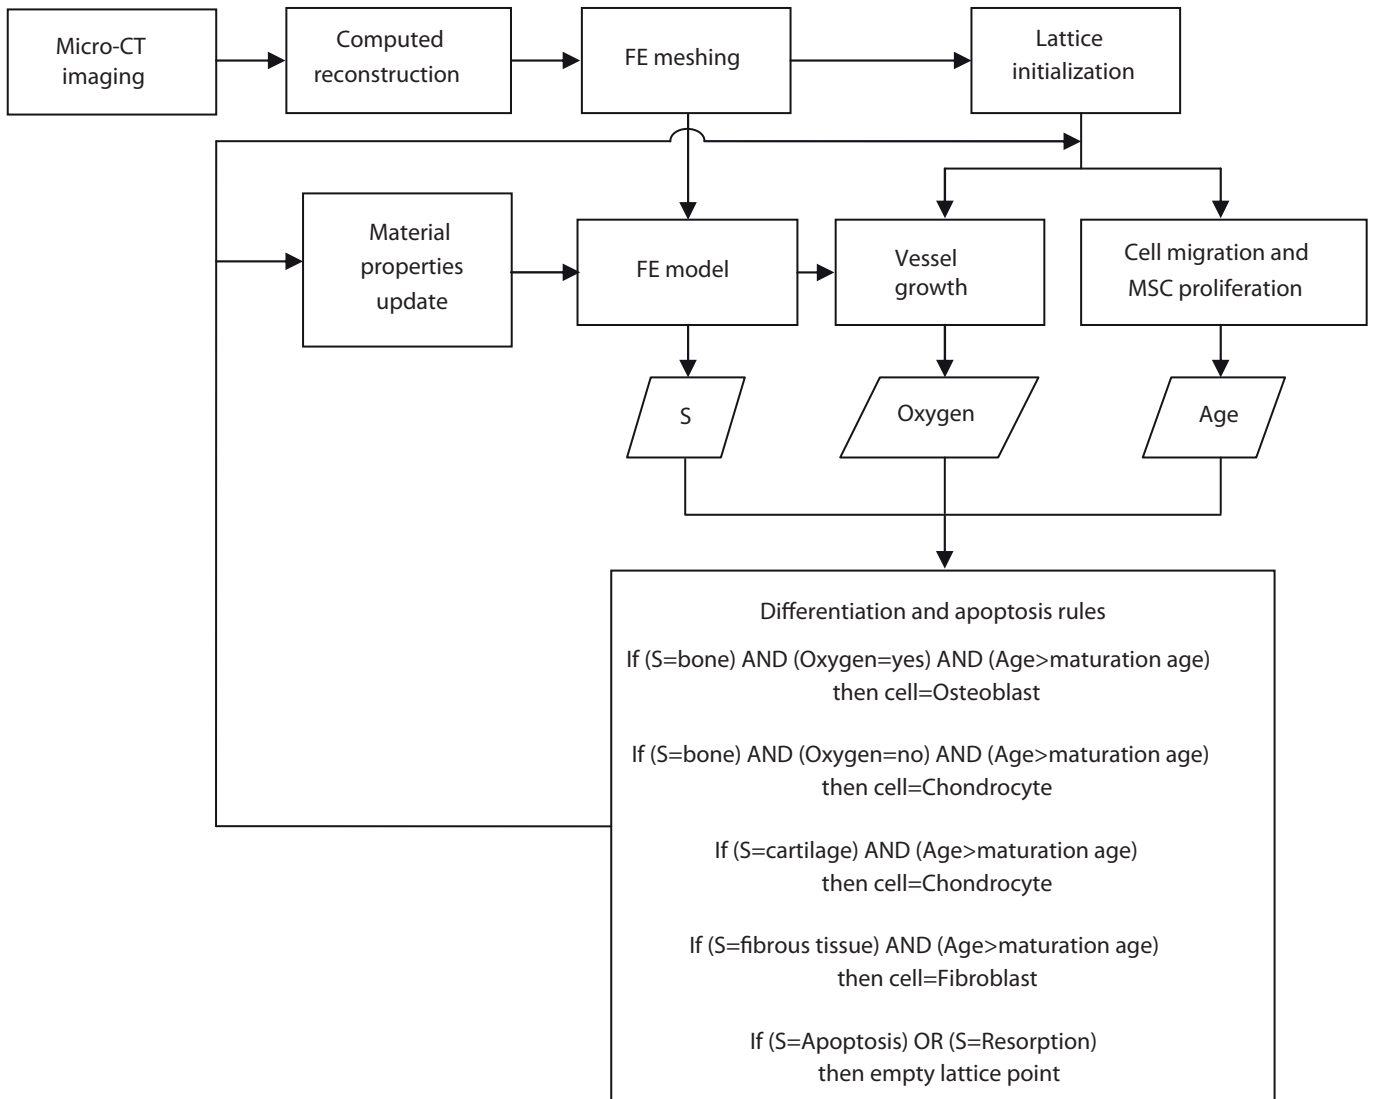 Micro-CT
imaging
Computed
reconstruction
FE meshing
Lattice
initialization
Material
properties
update
FE model
Vessel
growth
Cell migration and
MSC proliferation
S
Oxygen
Age
Differentiation and apoptosis rules
If (S=bone) AND (Oxygen=yes) AND (Age>maturation age)
then cell=Osteoblast
If (S=bone) AND (Oxygen=no) AND (Age>maturation age)
then cell=Chondrocyte
If (S=cartilage) AND (Age>maturation age)
then cell=Chondrocyte
If (S=fibrous tissue) AND (Age>maturation age)
then cell=Fibroblast
If (S=Apoptosis) OR (S=Resorption)
then empty lattice point